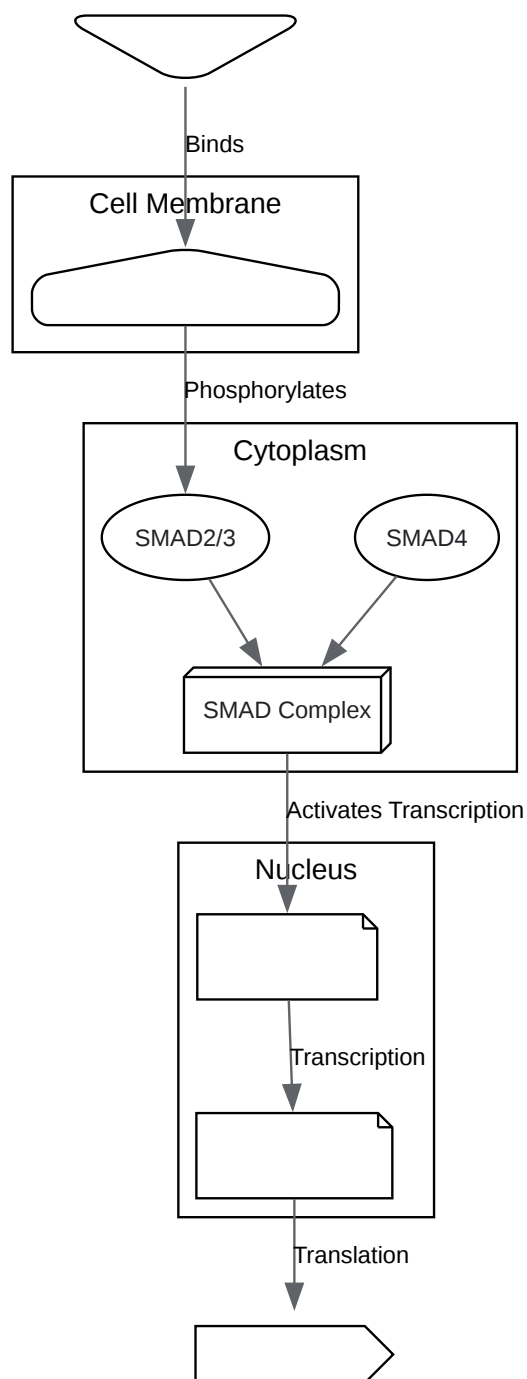 Binds
Cell Membrane
Phosphorylates
Cytoplasm
SMAD2/3
SMAD4
SMAD Complex
Activates Transcription
Nucleus
Transcription
Translation